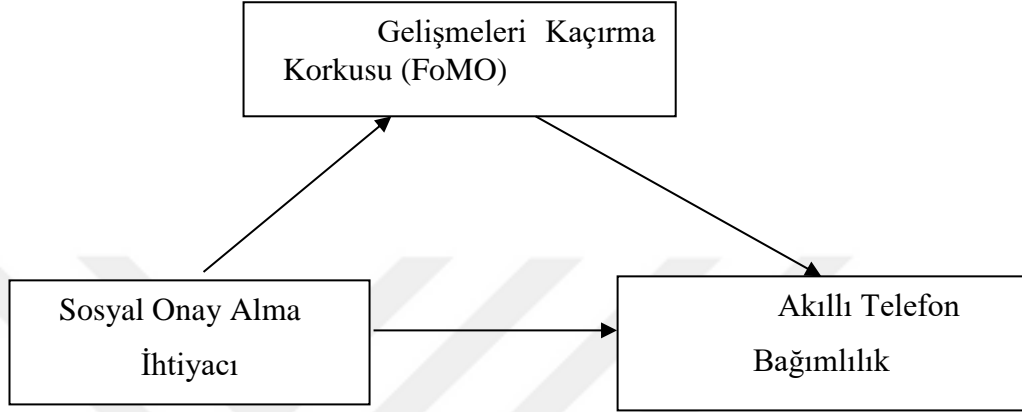 Gelişmeleri Kaçırma
Korkusu (FoMO)
Sosyal Onay Alma
İhtiyacı
Akıllı Telefon
Bağımlılık